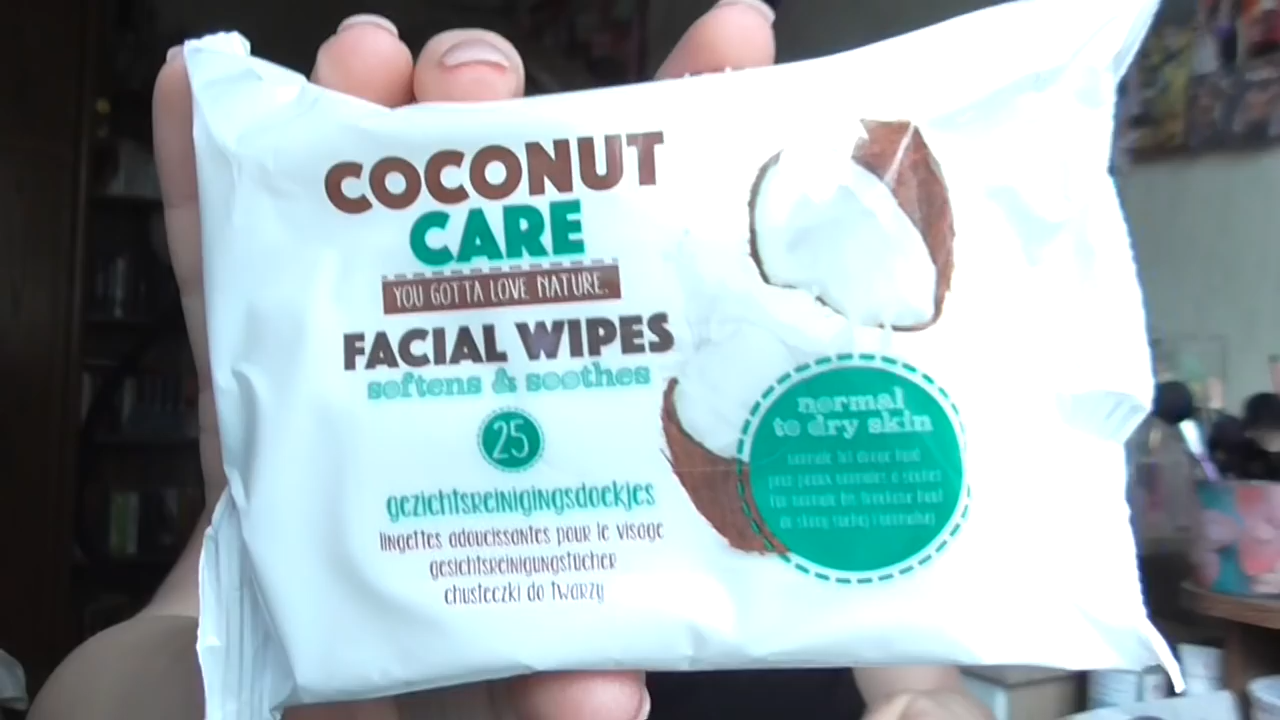 COCONUT
CARE
YOU GOTTA LOVE NATURE.
FACIAL WIPES
softens & soothes
25
gezichtsreinigingsdoekjes
lingettes adoucissantes pour le visage
gesichtsreinigungstücher
chusteczki do twarzy
normal
to dry skin